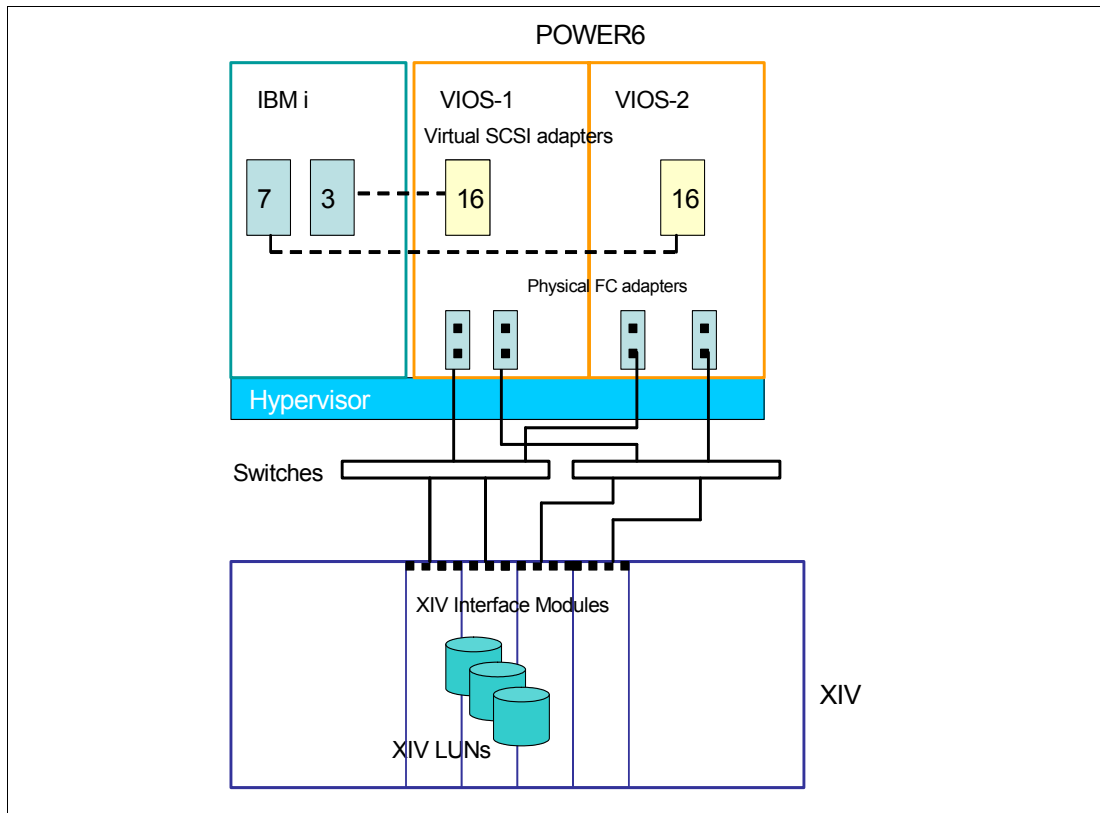 POWER6
IBM i
VIOS-1
VIOS-2
Virtual SCSI adapters
7
3
16
16
Physical FC adapters
Hypervisor
Switches
XIV Interface Modules
XIV
XIV LUNs